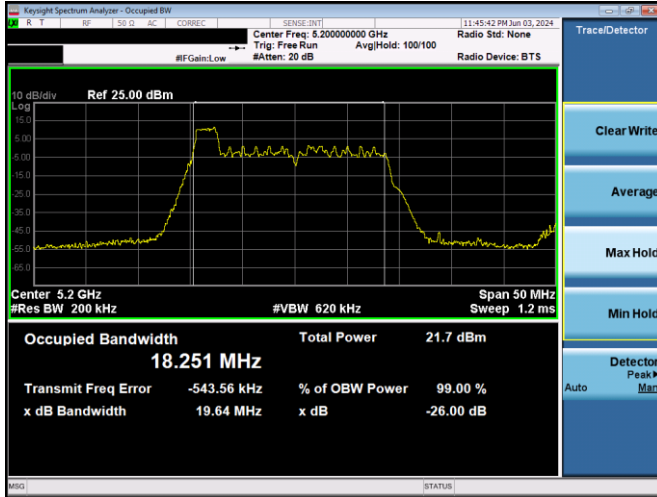 Keysight Spectrum Analyzer - Occupied BW
R T RF 50 Ω AC CORREC SENSE:INT 11:45:42 PM Jun 03, 2024
Center Freq: 5.200000000 GHz Radio Std: None
Trig: Free Run Avg|Hold: 100/100
#IFGain:Low #Atten: 20 dB Radio Device: BTS
10 dB/div Ref 25.00 dBm
Log
15.0
5.00
-5.00
-15.0
-25.0
-35.0
-45.0
-55.0
-65.0
Center 5.2 GHz Span 50 MHz
#Res BW 200 kHz #VBW 620 kHz Sweep 1.2 ms
Occupied Bandwidth Total Power 21.7 dBm
18.251 MHz
Transmit Freq Error -543.56 kHz % of OBW Power 99.00 %
x dB Bandwidth 19.64 MHz x dB -26.00 dB
MSG STATUS
Trace/Detector
Clear Write
Average
Max Hold
Min Hold
Detector
Peak
Auto Man